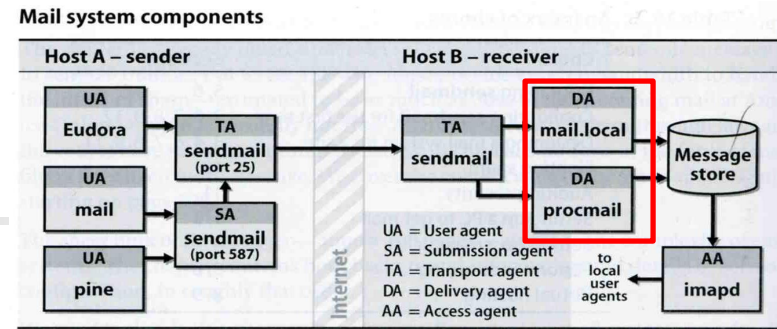 Mail system components
Host A – sender
Host B – receiver
UA
Eudora
UA
mail
UA
pine
TA
sendmail
(port 25)
SA
sendmail
(port 587)
Internet
TA
sendmail
DA
mail.local
DA
procmail
Message
store
AA
imapd
to
local
user
agents
UA = User agent
SA = Submission agent
TA = Transport agent
DA = Delivery agent
AA = Access agent